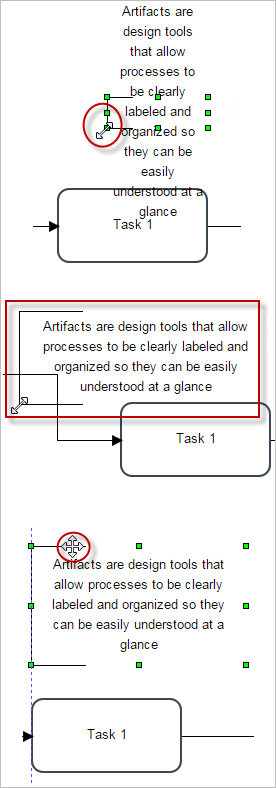 Artifacts are
design tools
that allow
processes to
be clearly
labeled and
organized so
they can be
easily
understood at a
glance
Task 1
Artifacts are design tools that allow
processes to be clearly labeled and
organized so they can be easily
understood at a glance
Task 1
Artifacts are design tools that
allow processes to be clearly
labeled and organized so they
can be easily understood at a
glance
Task 1